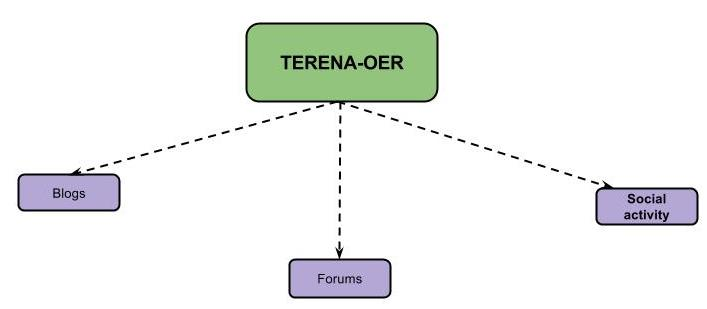 TERENA-OER
Blogs
Social
activity
Forums